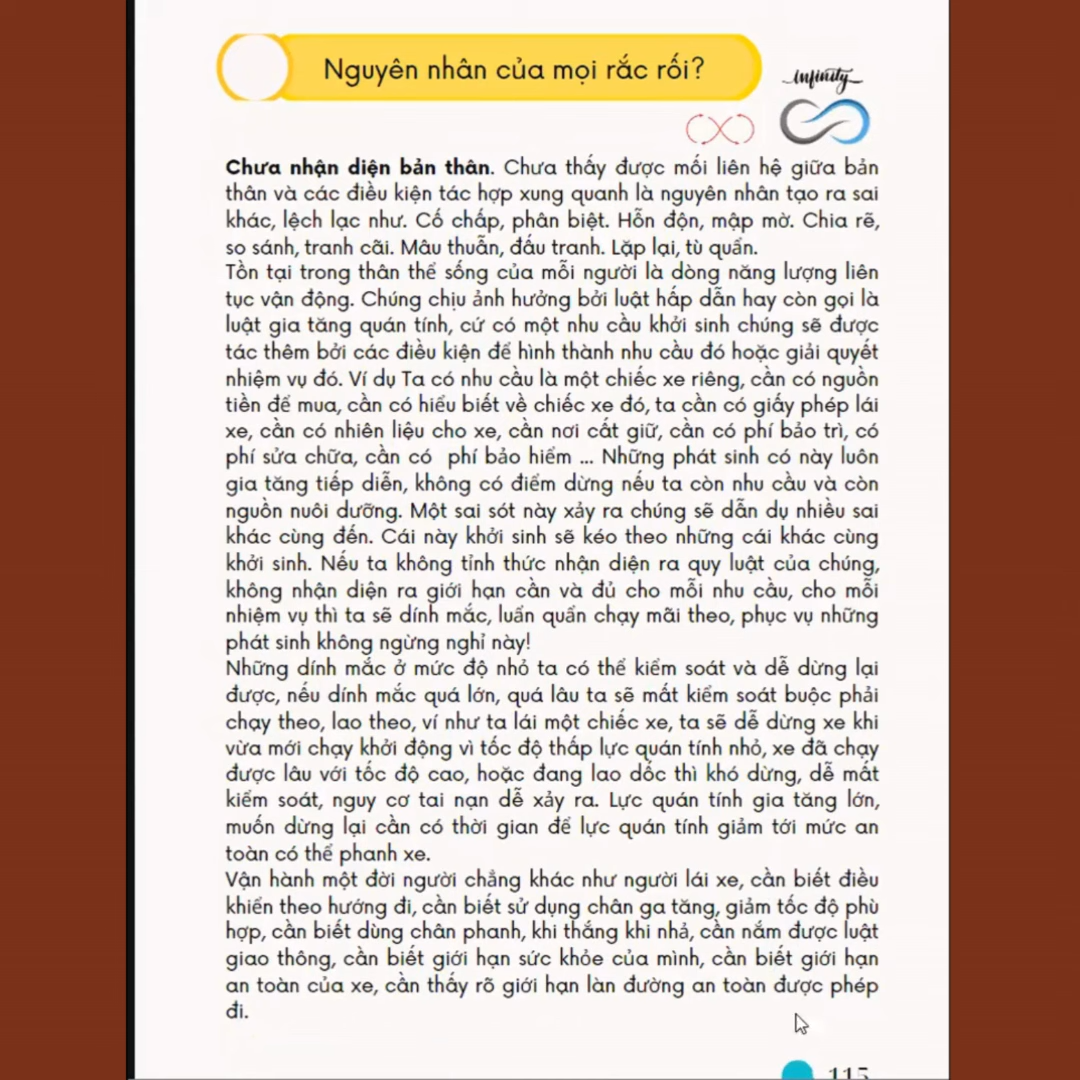 Nguyên nhân của mọi rắc rối?
infinity
Chưa nhận diện bản thân. Chưa thấy được mối liên hệ giữa bản
thân và các điều kiện tác hợp xung quanh là nguyên nhân tạo ra sai
khác, lệch lạc như. Cố chấp, phân biệt. Hỗn độn, mập mờ. Chia rẽ,
so sánh, tranh cãi. Mâu thuẫn, đấu tranh. Lặp lại, tù quẩn.
Tồn tại trong thân thể sống của mỗi người là dòng năng lượng liên
tục vận động. Chúng chịu ảnh hưởng bởi luật hấp dẫn hay còn gọi là
luật gia tăng quán tính, cứ có một nhu cầu khởi sinh chúng sẽ được
tác thêm bởi các điều kiện để hình thành nhu cầu đó hoặc giải quyết
nhiệm vụ đó. Ví dụ Ta có nhu cầu là một chiếc xe riêng, cần có nguồn
tiền để mua, cần có hiểu biết về chiếc xe đó, ta cần có giấy phép lái
xe, cần có nhiên liệu cho xe, cần nơi cất giữ, cần có phí bảo trì, có
phí sửa chữa, cần có phí bảo hiểm ... Những phát sinh có này luôn
gia tăng tiếp diễn, không có điểm dừng nếu ta còn nhu cầu và còn
nguồn nuôi dưỡng. Một sai sót này xảy ra chúng sẽ dẫn dụ nhiều sai
khác cùng đến. Cái này khởi sinh sẽ kéo theo những cái khác cùng
khởi sinh. Nếu ta không tỉnh thức nhận diện ra quy luật của chúng,
không nhận diện ra giới hạn cần và đủ cho mỗi nhu cầu, cho mỗi
nhiệm vụ thì ta sẽ dính mắc, luẩn quẩn chạy mãi theo, phục vụ những
phát sinh không ngừng nghỉ này!
Những dính mắc ở mức độ nhỏ ta có thể kiểm soát và dễ dừng lại
được, nếu dính mắc quá lớn, quá lâu ta sẽ mất kiểm soát buộc phải
chạy theo, lao theo, ví như ta lái một chiếc xe, ta sẽ dễ dừng xe khi
vừa mới chạy khởi động vì tốc độ thấp lực quán tính nhỏ, xe đã chạy
được lâu với tốc độ cao, hoặc đang lao dốc thì khó dừng, dễ mất
kiểm soát, nguy cơ tai nạn dễ xảy ra. Lực quán tính gia tăng lớn,
muốn dừng lại cần có thời gian để lực quán tính giảm tới mức an
toàn có thể phanh xe.
Vận hành một đời người chẳng khác như người lái xe, cần biết điều
khiển theo hướng đi, cần biết sử dụng chân ga tăng, giảm tốc độ phù
hợp, cần biết dùng chân phanh, khi thắng khi nhả, cần nắm được luật
giao thông, cần biết giới hạn sức khỏe của mình, cần biết giới hạn
an toàn của xe, cần thấy rõ giới hạn làn đường an toàn được phép
đi.
115